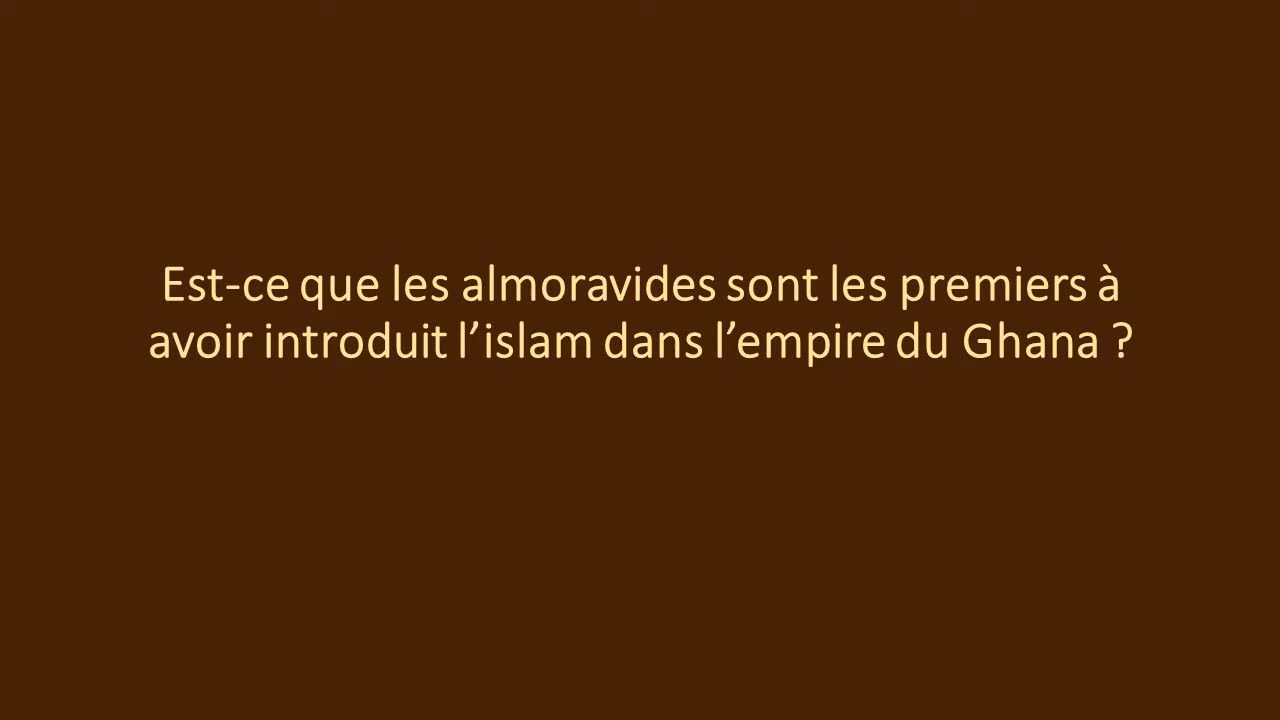 Est-ce que les almoravides sont les premiers à
avoir introduit l’islam dans l’empire du Ghana ?